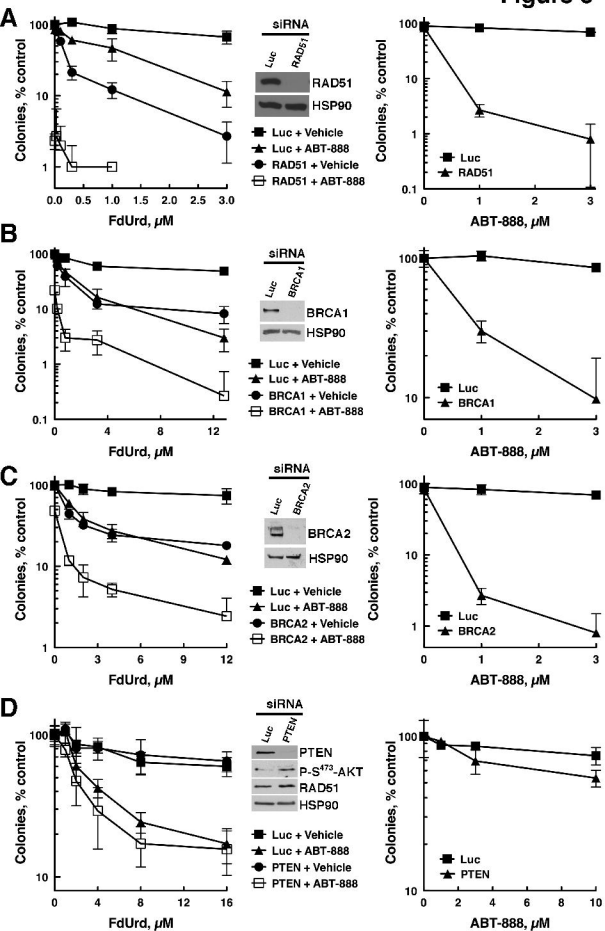 Figure 3
A
Colonies, % control
100
10
1
0.0 0.5 1.0 1.5 2.0 2.5 3.0
FdUrd, µM
siRNA
Luc
RAD51
RAD51
HSP90
Luc + Vehicle
Luc + ABT-888
RAD51 + Vehicle
RAD51 + ABT-888
Colonies, % control
100
10
1
0.1
0 1 2 3
ABT-888, µM
Luc
RAD51
B
Colonies, % control
100
10
1
0.1
0 4 8 12
FdUrd, µM
siRNA
Luc
BRCA1
BRCA1
HSP90
Luc + Vehicle
Luc + ABT-888
BRCA1 + Vehicle
BRCA1 + ABT-888
Colonies, % control
100
10
0 1 2 3
ABT-888, µM
Luc
BRCA1
C
Colonies, % control
100
10
1
0 3 6 9 12
FdUrd, µM
siRNA
Luc
BRCA2
BRCA2
HSP90
Luc + Vehicle
Luc + ABT-888
BRCA2 + Vehicle
BRCA2 + ABT-888
Colonies, % control
100
10
1
0 1 2 3
ABT-888, µM
Luc
BRCA2
D
Colonies, % control
100
10
0 4 8 12 16
FdUrd, µM
siRNA
Luc
PTEN
PTEN
P-S473-AKT
RAD51
HSP90
Luc + Vehicle
Luc + ABT-888
PTEN + Vehicle
PTEN + ABT-888
Colonies, % control
100
10
0 2 4 6 8 10
ABT-888, µM
Luc
PTEN